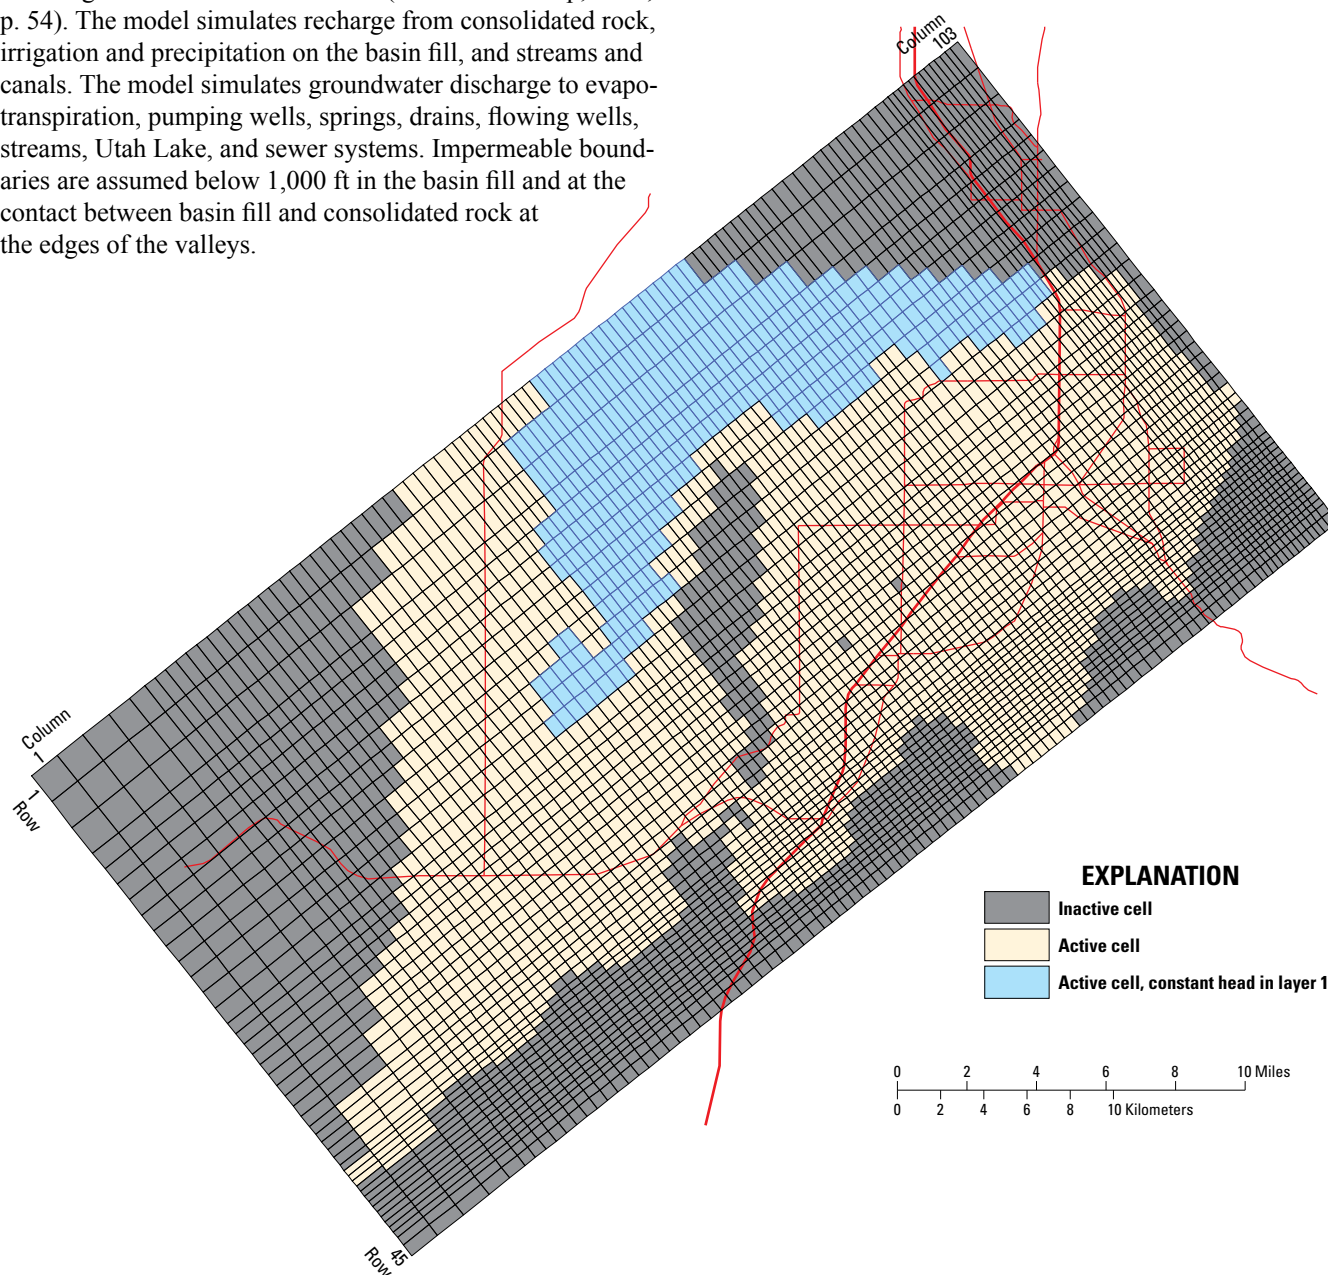 p. 54). The model simulates recharge from consolidated rock,
irrigation and precipitation on the basin fill, and streams and
canals. The model simulates groundwater discharge to evapo-
transpiration, pumping wells, springs, drains, flowing wells,
streams, Utah Lake, and sewer systems. Impermeable bound-
aries are assumed below 1,000 ft in the basin fill and at the
contact between basin fill and consolidated rock at
the edges of the valleys.
Column
103
Column
1
1
Row
EXPLANATION
Inactive cell
Active cell
Active cell, constant head in layer 1
0 2 4 6 8 10 Miles
0 2 4 6 8 10 Kilometers
45
Row